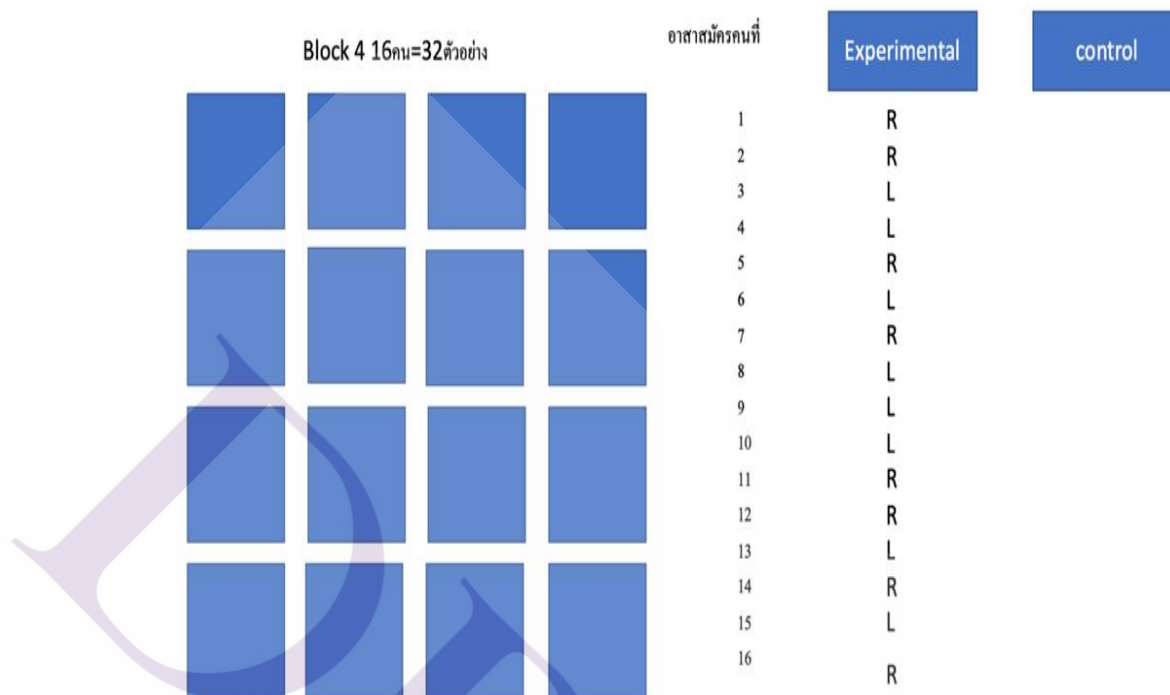 Block 4 16คน=32ตัวอย่าง
อาสาสมัครคนที่ Experimental control
1 R
2 R
3 L
4 L
5 R
6 L
7 R
8 L
9 L
10 L
11 R
12 R
13 L
14 R
15 L
16 R